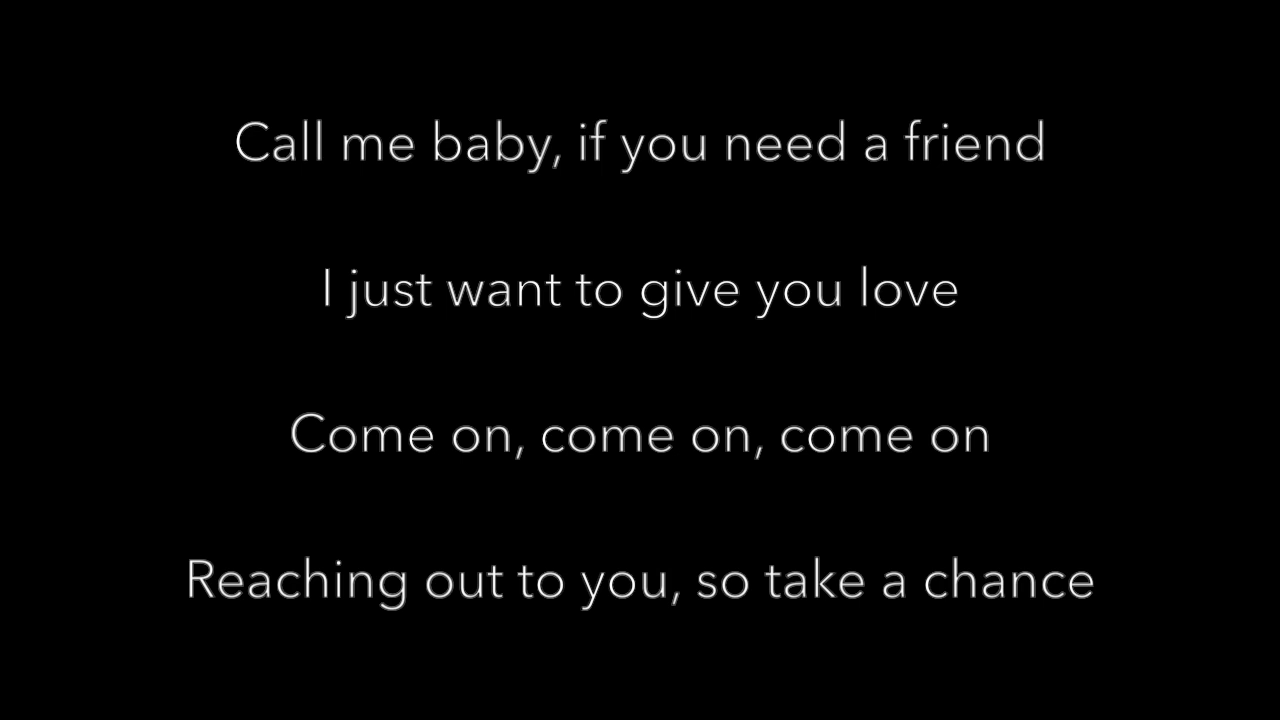 Call me baby, if you need a friend
I just want to give you love
Come on, come on, come on
Reaching out to you, so take a chance